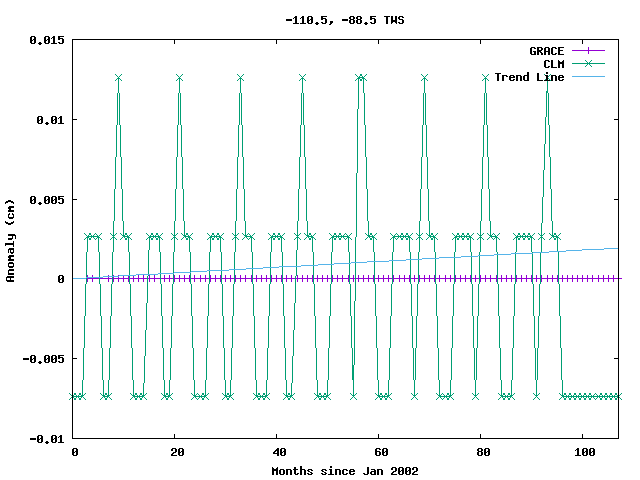 -110.5, -88.5 TWS
0.015
GRACE
CLM
Trend Line
0.01
0.005
Anomaly (cm)
0
-0.005
-0.01
0 20 40 60 80 100
Months since Jan 2002